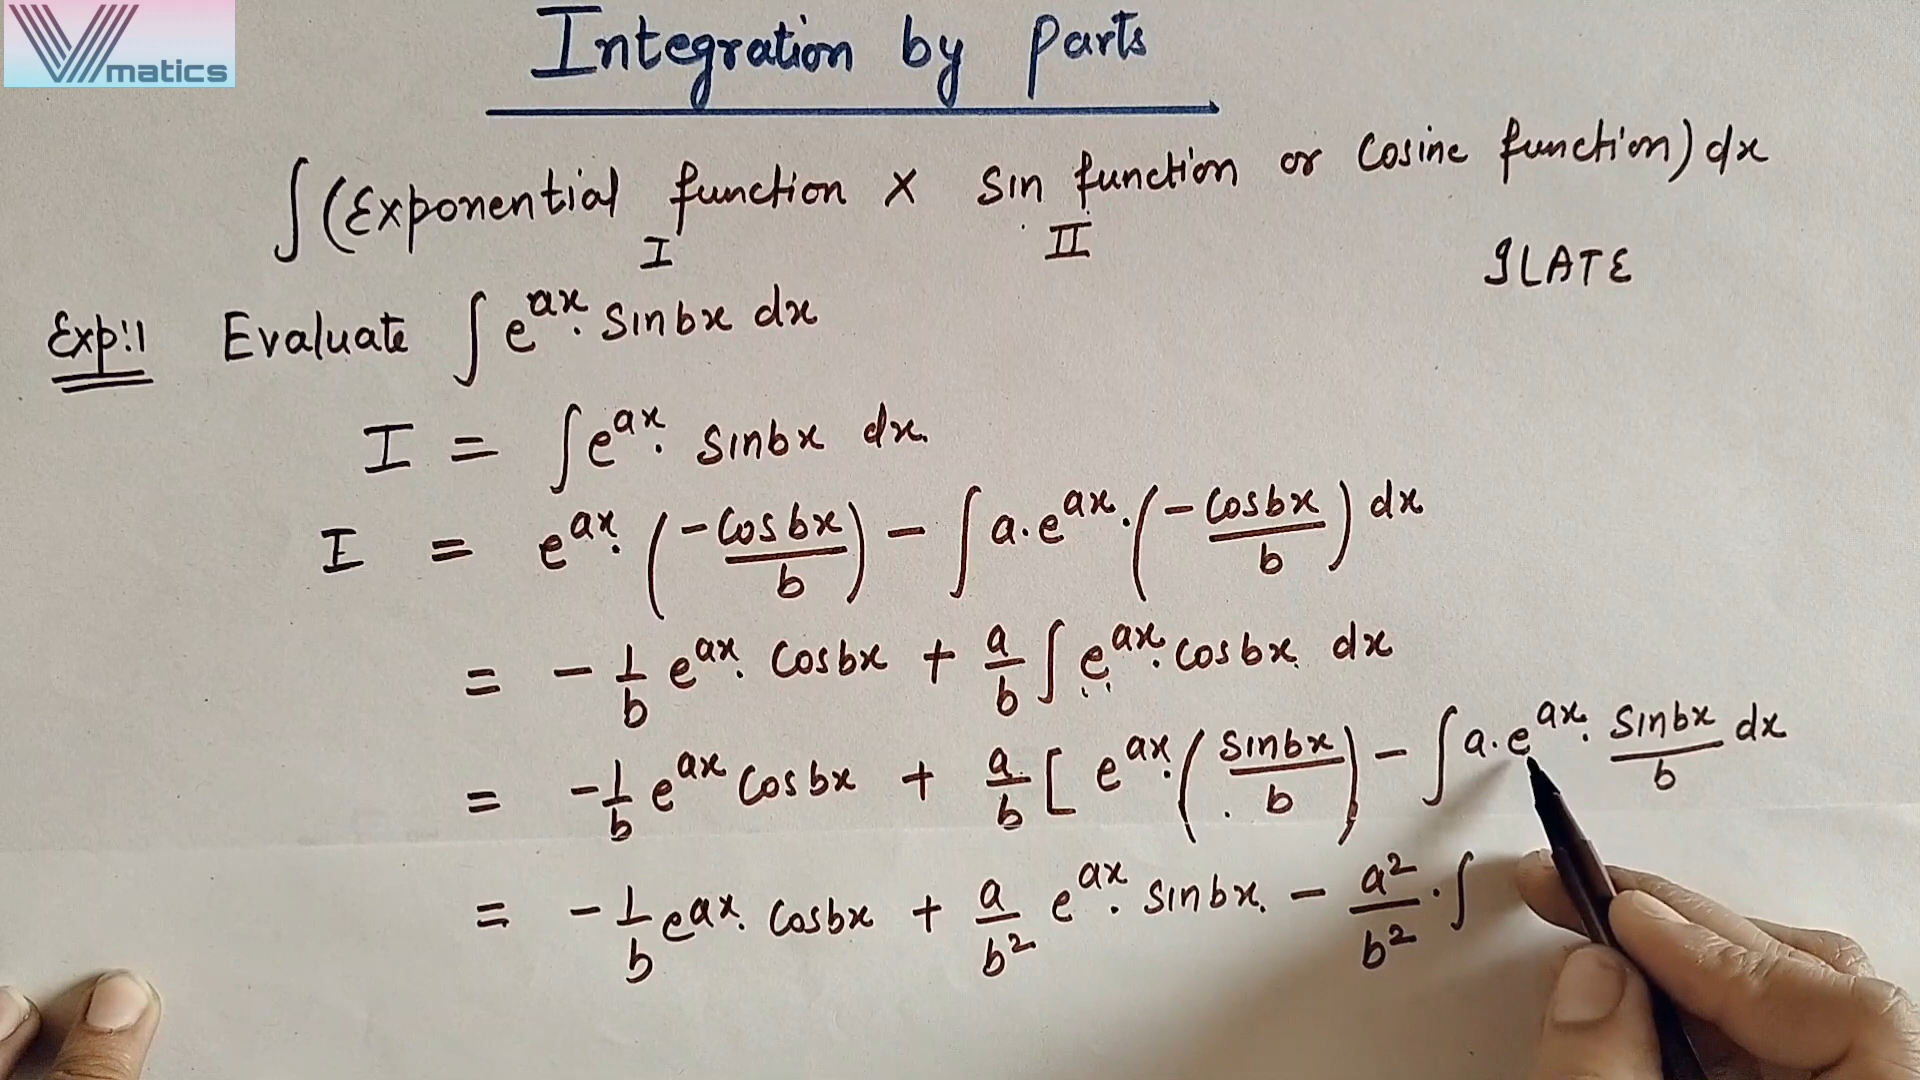 Vmatics
Integration by parts
∫(Exponential function × Sin function or Cosine function) dx
I II
ILATE
Exp:1 Evaluate ∫ e^{ax}. Sinbx dx
I = ∫ e^{ax}. Sinbx dx.
I = e^{ax}. (-Cosbx/b) - ∫ a.e^{ax}. (-Cosbx/b) dx
= -1/b e^{ax}. Cosbx + a/b ∫ e^{ax}. Cosbx dx
= -1/b e^{ax} Cosbx + a/b [ e^{ax}. (Sinbx/b) - ∫ a.e^{ax}. Sinbx/b dx
= -1/b e^{ax}. Cosbx + a/b² e^{ax}. Sinbx. - a²/b² . ∫